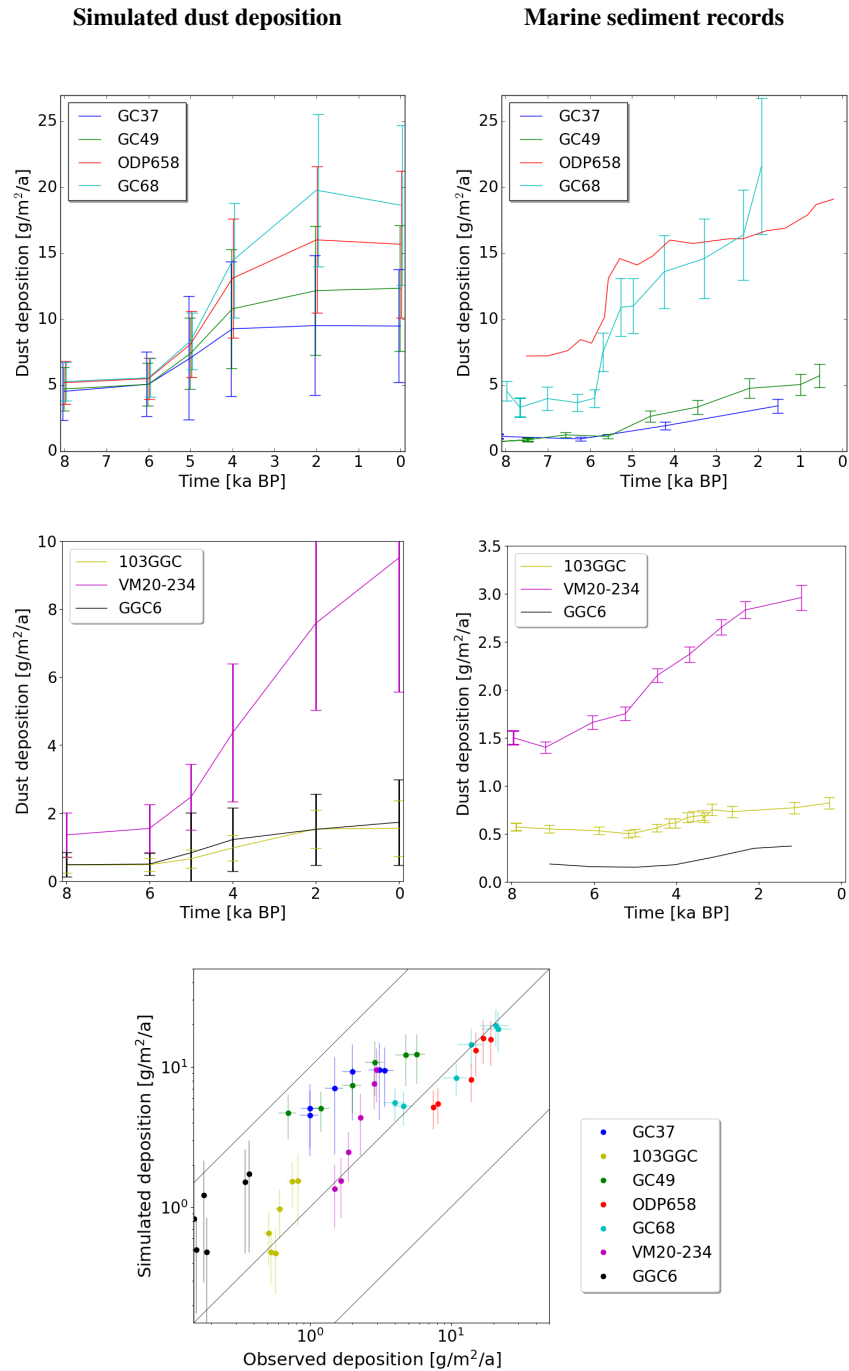 Simulated dust deposition
Marine sediment records
GC37
GC49
ODP658
GC68
Dust deposition [g/m²/a]
25
20
15
10
5
0
8 7 6 5 4 3 2 1 0
Time [ka BP]
GC37
GC49
ODP658
GC68
Dust deposition [g/m²/a]
25
20
15
10
5
0
8 7 6 5 4 3 2 1 0
Time [ka BP]
103GGC
VM20-234
GGC6
Dust deposition [g/m²/a]
10
8
6
4
2
0
8 7 6 5 4 3 2 1 0
Time [ka BP]
103GGC
VM20-234
GGC6
Dust deposition [g/m²/a]
3.5
3.0
2.5
2.0
1.5
1.0
0.5
0.0
8 6 4 2 0
Time [ka BP]
Simulated deposition [g/m²/a]
10¹
10⁰
10⁰ 10¹
Observed deposition [g/m²/a]
GC37
103GGC
GC49
ODP658
GC68
VM20-234
GGC6